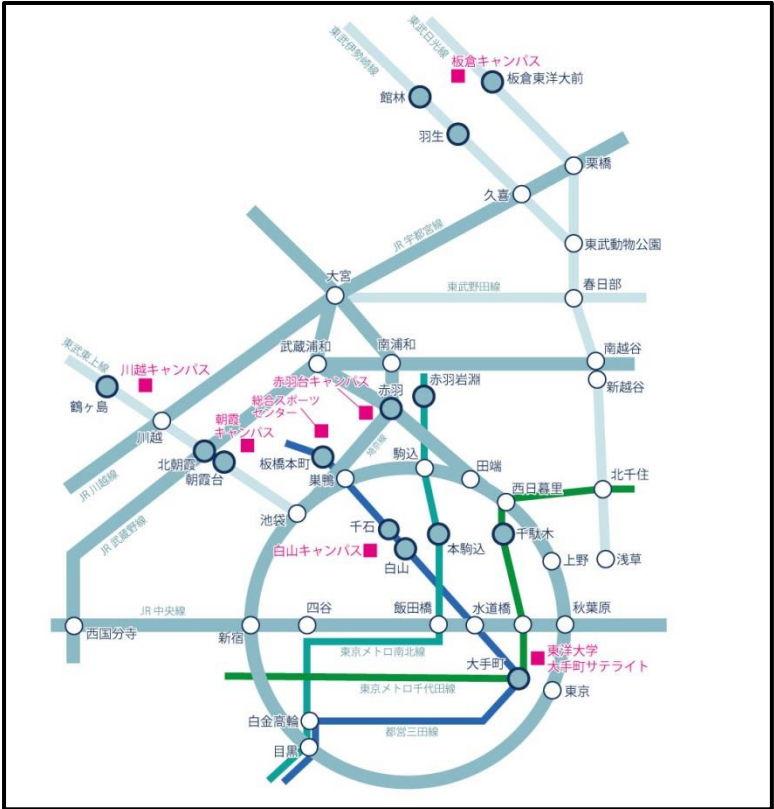 東武伊勢崎線
東武日光線
板倉キャンパス
板倉東洋大前
館林
羽生
栗橋
久喜
JR 宇都宮線
東武動物公園
大宮
東武野田線
春日部
武蔵浦和
南浦和
南越谷
新越谷
東武東上線
川越キャンパス
鶴ヶ島
赤羽台キャンパス
赤羽
赤羽岩淵
総合スポーツ
センター
朝霞
キャンパス
川越
北朝霞
朝霞台
板橋本町
埼京線
駒込
田端
巣鴨
西日暮里
北千住
JR 川越線
池袋
千石
白山キャンパス
白山
本駒込
千駄木
上野
浅草
JR 武蔵野線
JR 中央線
西国分寺
新宿
四谷
飯田橋
水道橋
秋葉原
東京メトロ南北線
大手町
東洋大学
大手町サテライト
東京メトロ千代田線
東京
白金高輪
都営三田線
目黒